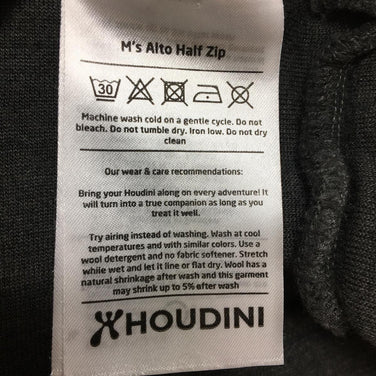 M's Alto Half Zip
30
Machine wash cold on a gentle cycle. Do not
bleach. Do not tumble dry. Iron low. Do not dry
clean
Our wear & care recommendations:
Bring your Houdini along on every adventure! It
will turn into a true companion as long as you
treat it well.
Try airing instead of washing. Wash at cool
temperatures and with similar colors. Use a
wool detergent and no fabric softener. Stretch
while wet and let it line or flat dry. Wool has a
natural shrinkage after wash and this garment
may shrink up to 5% after wash
HOUDINI